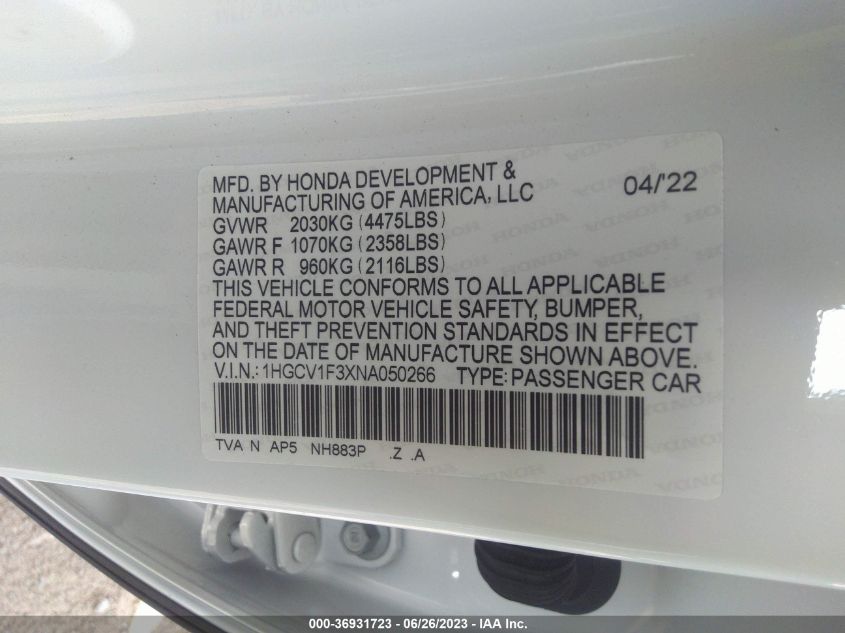 MFD. BY HONDA DEVELOPMENT &
MANUFACTURING OF AMERICA, LLC 04/'22
GVWR 2030KG (4475LBS)
GAWR F 1070KG (2358LBS)
GAWR R 960KG (2116LBS)
THIS VEHICLE CONFORMS TO ALL APPLICABLE
FEDERAL MOTOR VEHICLE SAFETY, BUMPER,
AND THEFT PREVENTION STANDARDS IN EFFECT
ON THE DATE OF MANUFACTURE SHOWN ABOVE.
V.I.N.: 1HGCV1F3XNA050266 TYPE: PASSENGER CAR
TVA N AP5 NH883P .Z .A
000-36931723 - 06/26/2023 - IAAI.COM